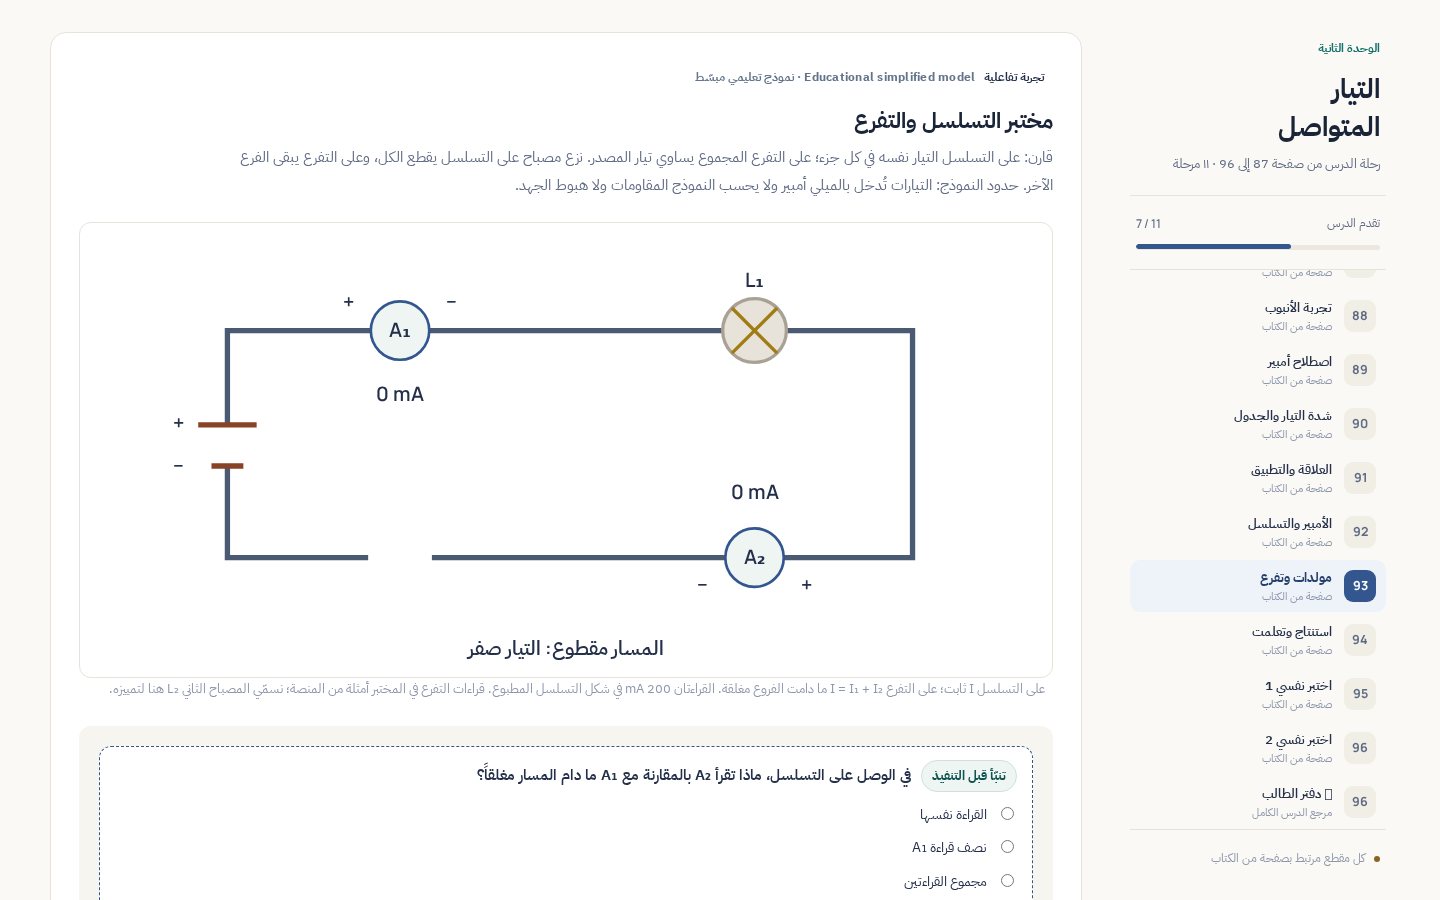 الوحدة الثانية
التيار
المتواصل
رحلة الدرس من صفحة 87 إلى 96 · ١١ مرحلة
تقدم الدرس
7 / 11
صفحة من الكتاب
88
تجربة الأنبوب
صفحة من الكتاب
89
اصطلاح أمبير
صفحة من الكتاب
90
شدة التيار والجدول
صفحة من الكتاب
91
العلاقة والتطبيق
صفحة من الكتاب
92
الأمبير والتسلسل
صفحة من الكتاب
93
مولدات وتفرع
صفحة من الكتاب
94
استنتاج وتعلمت
صفحة من الكتاب
95
اختبر نفسي 1
صفحة من الكتاب
96
اختبر نفسي 2
صفحة من الكتاب
96
دفتر الطالب
مرجع الدرس الكامل
كل مقطع مرتبط بصفحة من الكتاب
تجربة تفاعلية Educational simplified model · نموذج تعليمي مبسّط
مختبر التسلسل والتفرع
قارن: على التسلسل التيار نفسه في كل جزء؛ على التفرع المجموع يساوي تيار المصدر. نزع مصباح على التسلسل يقطع الكل، وعلى التفرع يبقى الفرع
الآخر. حدود النموذج: التيارات تُدخل بالميلي أمبير ولا يحسب النموذج المقاومات ولا هبوط الجهد.
L₁
+ A₁ −
0 mA
+
−
0 mA
A₂
− +
المسار مقطوع: التيار صفر
على التسلسل I ثابت؛ على التفرع I = I₁ + I₂ ما دامت الفروع مغلقة. القراءتان 200 mA في شكل التسلسل المطبوع. قراءات التفرع في المختبر أمثلة من المنصة؛ نسمّي المصباح الثاني L₂ هنا لتمييزه.
تنبّأ قبل التنفيذ
في الوصل على التسلسل، ماذا تقرأ A₂ بالمقارنة مع A₁ ما دام المسار مغلقاً؟
القراءة نفسها
نصف قراءة A₁
مجموع القراءتين